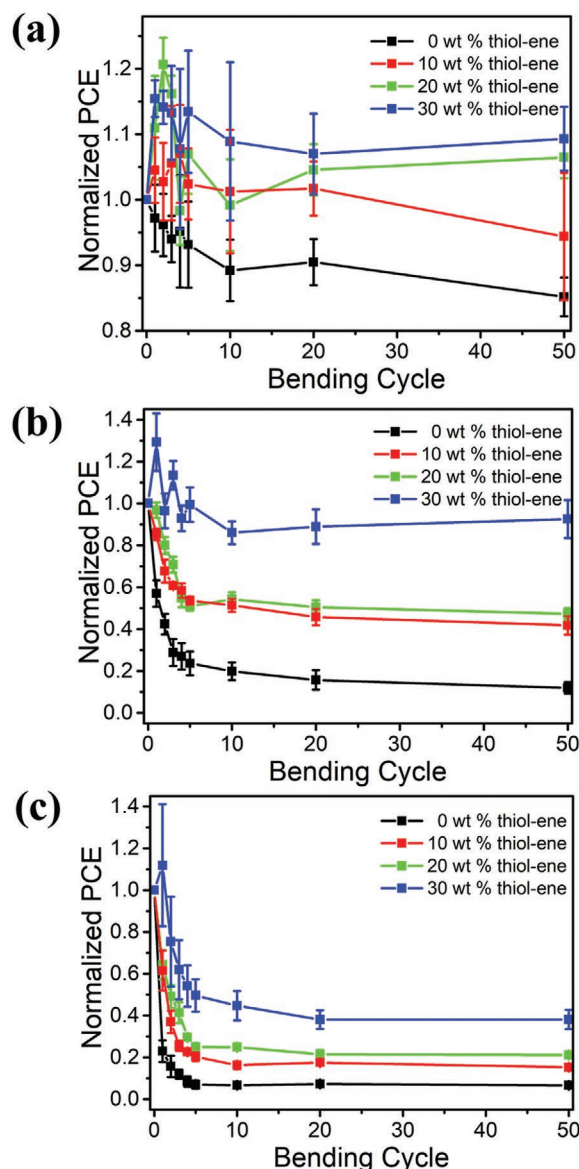 (a)
Normalized PCE
1.2
1.1
1.0
0.9
0.8
0 wt % thiol-ene
10 wt % thiol-ene
20 wt % thiol-ene
30 wt % thiol-ene
0 10 20 30 40 50
Bending Cycle
(b)
Normalized PCE
1.4
1.2
1.0
0.8
0.6
0.4
0.2
0.0
0 wt % thiol-ene
10 wt % thiol-ene
20 wt % thiol-ene
30 wt % thiol-ene
0 10 20 30 40 50
Bending Cycle
(c)
Normalized PCE
1.4
1.2
1.0
0.8
0.6
0.4
0.2
0.0
0 wt % thiol-ene
10 wt % thiol-ene
20 wt % thiol-ene
30 wt % thiol-ene
0 10 20 30 40 50
Bending Cycle